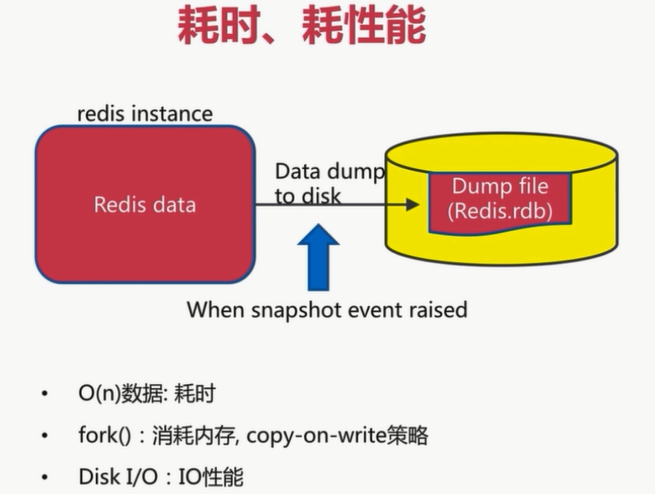 耗时、耗性能
redis instance
Redis data
Data dump
to disk
Dump file
(Redis.rdb)
When snapshot event raised
• O(n)数据: 耗时
• fork()：消耗内存, copy-on-write策略
• Disk I/O：IO性能